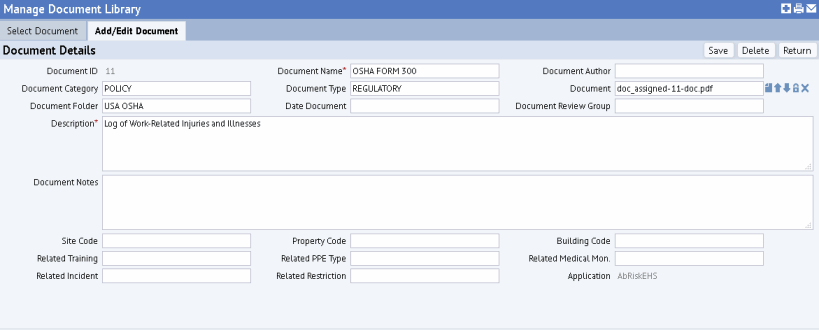 Manage Document Library
Select Document Add/Edit Document
Document Details Save Delete Return
Document ID 11 Document Name* OSHA FORM 300 Document Author
Document Category POLICY Document Type REGULATORY Document doc_assigned-11-doc.pdf
Document Folder USA OSHA Date Document Document Review Group
Description* Log of Work-Related Injuries and Illnesses
Document Notes
Site Code Property Code Building Code
Related Training Related PPE Type Related Medical Mon.
Related Incident Related Restriction Application AbRiskEHS